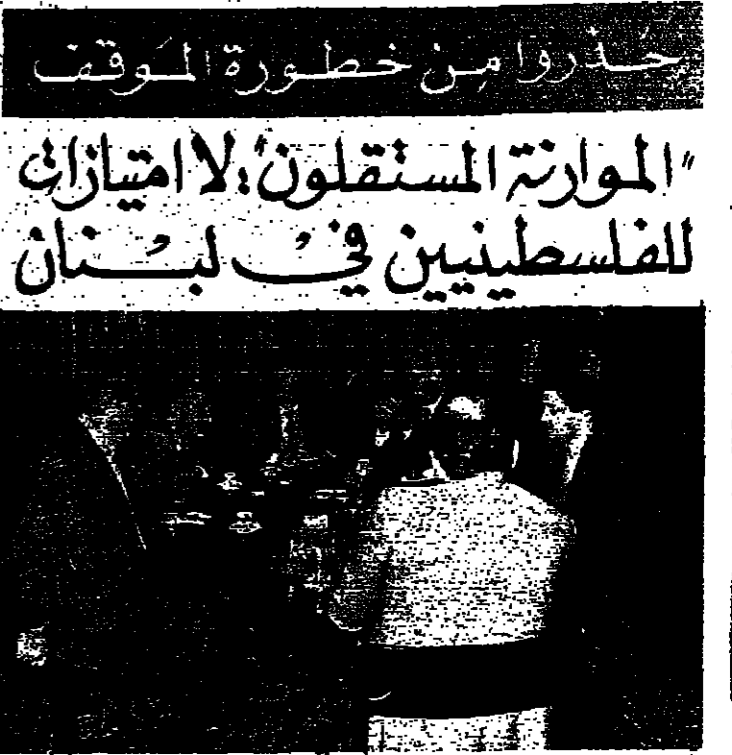 حذروا من خطورة الموقف
"الموارنة المستقلون": لا امتيازات
للفلسطينيين في لبنان